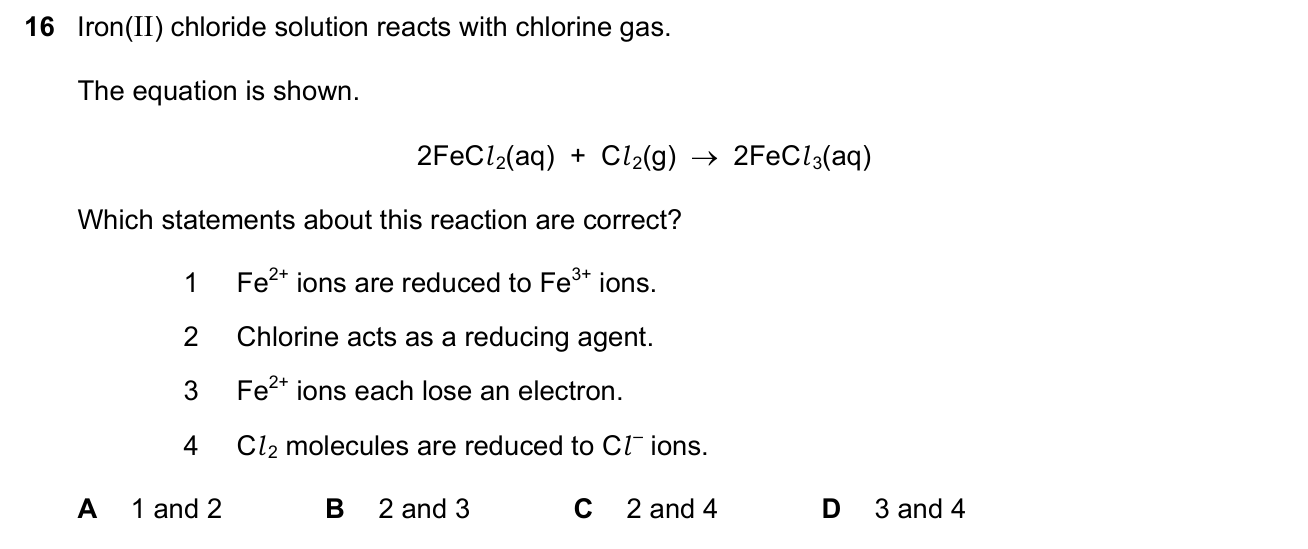 16 Iron(II) chloride solution reacts with chlorine gas.
The equation is shown.
2FeCl₂(aq) + Cl₂(g) → 2FeCl₃(aq)
Which statements about this reaction are correct?
1 Fe²⁺ ions are reduced to Fe³⁺ ions.
2 Chlorine acts as a reducing agent.
3 Fe²⁺ ions each lose an electron.
4 Cl₂ molecules are reduced to Cl⁻ ions.
A 1 and 2 B 2 and 3 C 2 and 4 D 3 and 4